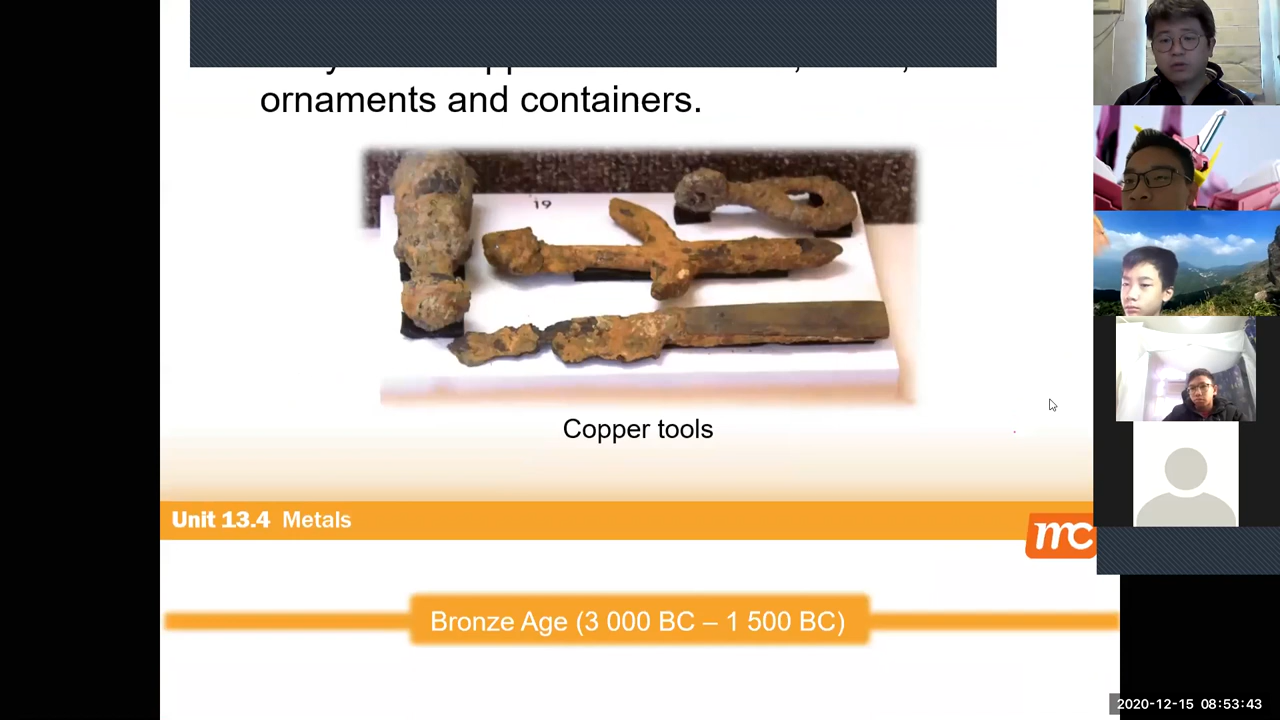 ornaments and containers.
19
Copper tools
Unit 13.4 Metals
mc
Bronze Age (3 000 BC – 1 500 BC)
2020-12-15 08:53:43